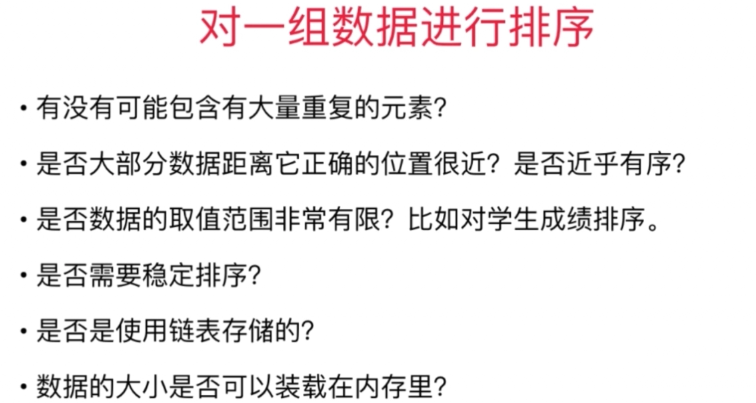 对一组数据进行排序
• 有没有可能包含有大量重复的元素？
• 是否大部分数据距离它正确的位置很近？是否近乎有序？
• 是否数据的取值范围非常有限？比如对学生成绩排序。
• 是否需要稳定排序？
• 是否是使用链表存储的？
• 数据的大小是否可以装载在内存里？